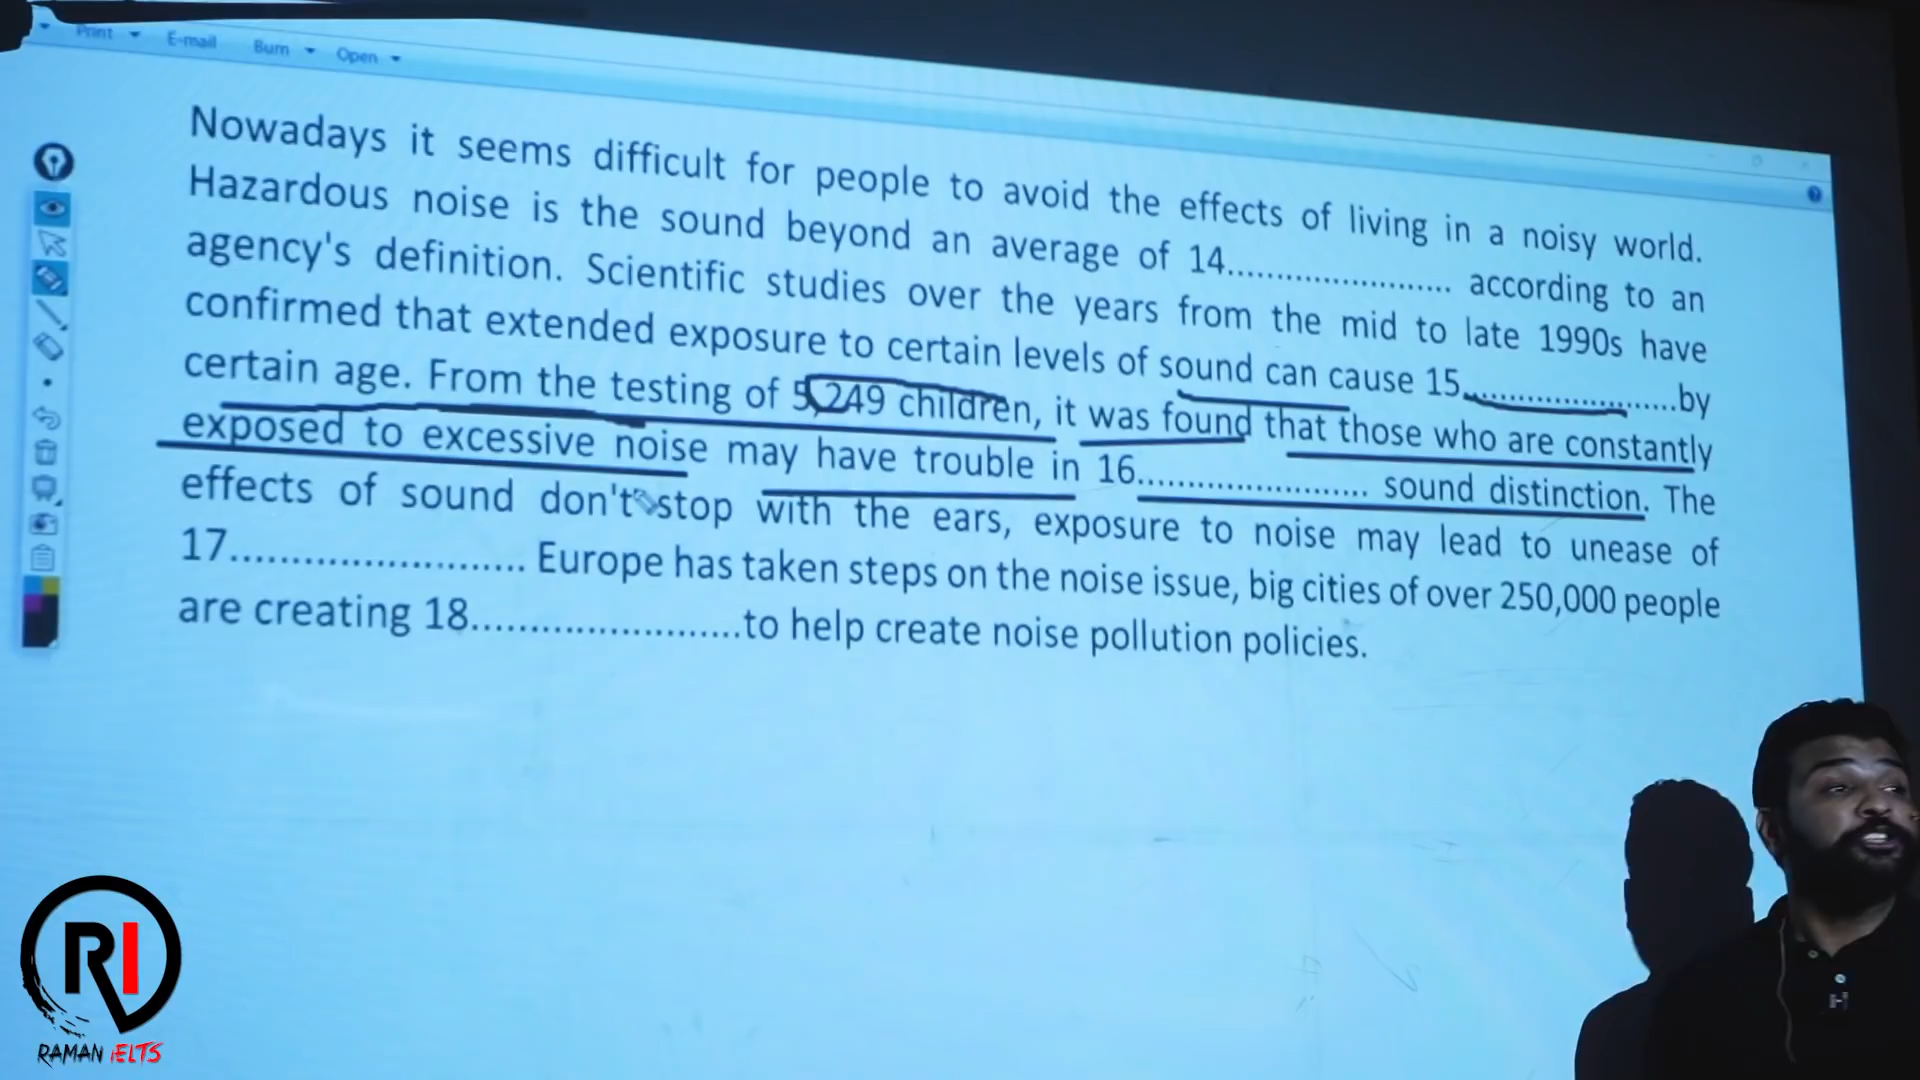 Print E-mail Burn Open
Nowadays it seems difficult for people to avoid the effects of living in a noisy world.
Hazardous noise is the sound beyond an average of 14........................ according to an
agency's definition. Scientific studies over the years from the mid to late 1990s have
confirmed that extended exposure to certain levels of sound can cause 15........................by
certain age. From the testing of 5,249 children, it was found that those who are constantly
exposed to excessive noise may have trouble in 16........................ sound distinction. The
effects of sound don't stop with the ears, exposure to noise may lead to unease of
17........................ Europe has taken steps on the noise issue, big cities of over 250,000 people
are creating 18........................to help create noise pollution policies.
RI
RAMAN iELTS
H